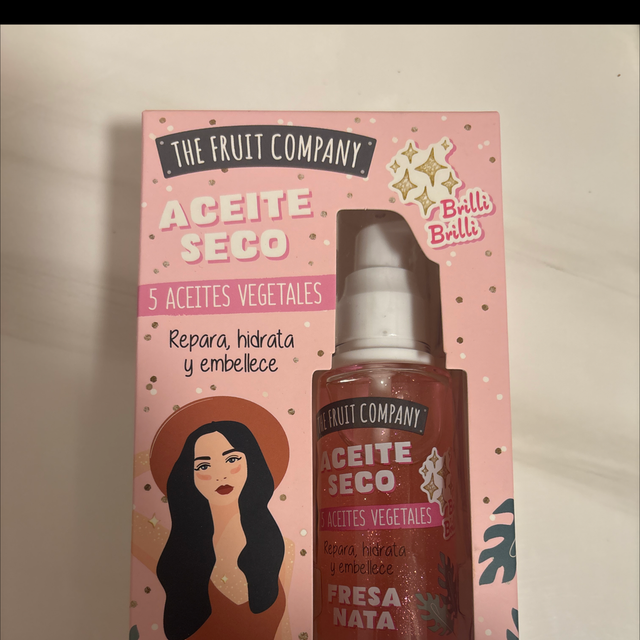 THE FRUIT COMPANY
ACEITE
SECO
Brilli
Brilli
5 ACEITES VEGETALES
Repara, hidrata
y embellece
THE FRUIT COMPANY
ACEITE
SECO
5 ACEITES VEGETALES
Repara, hidrata
y embellece
FRESA
NATA